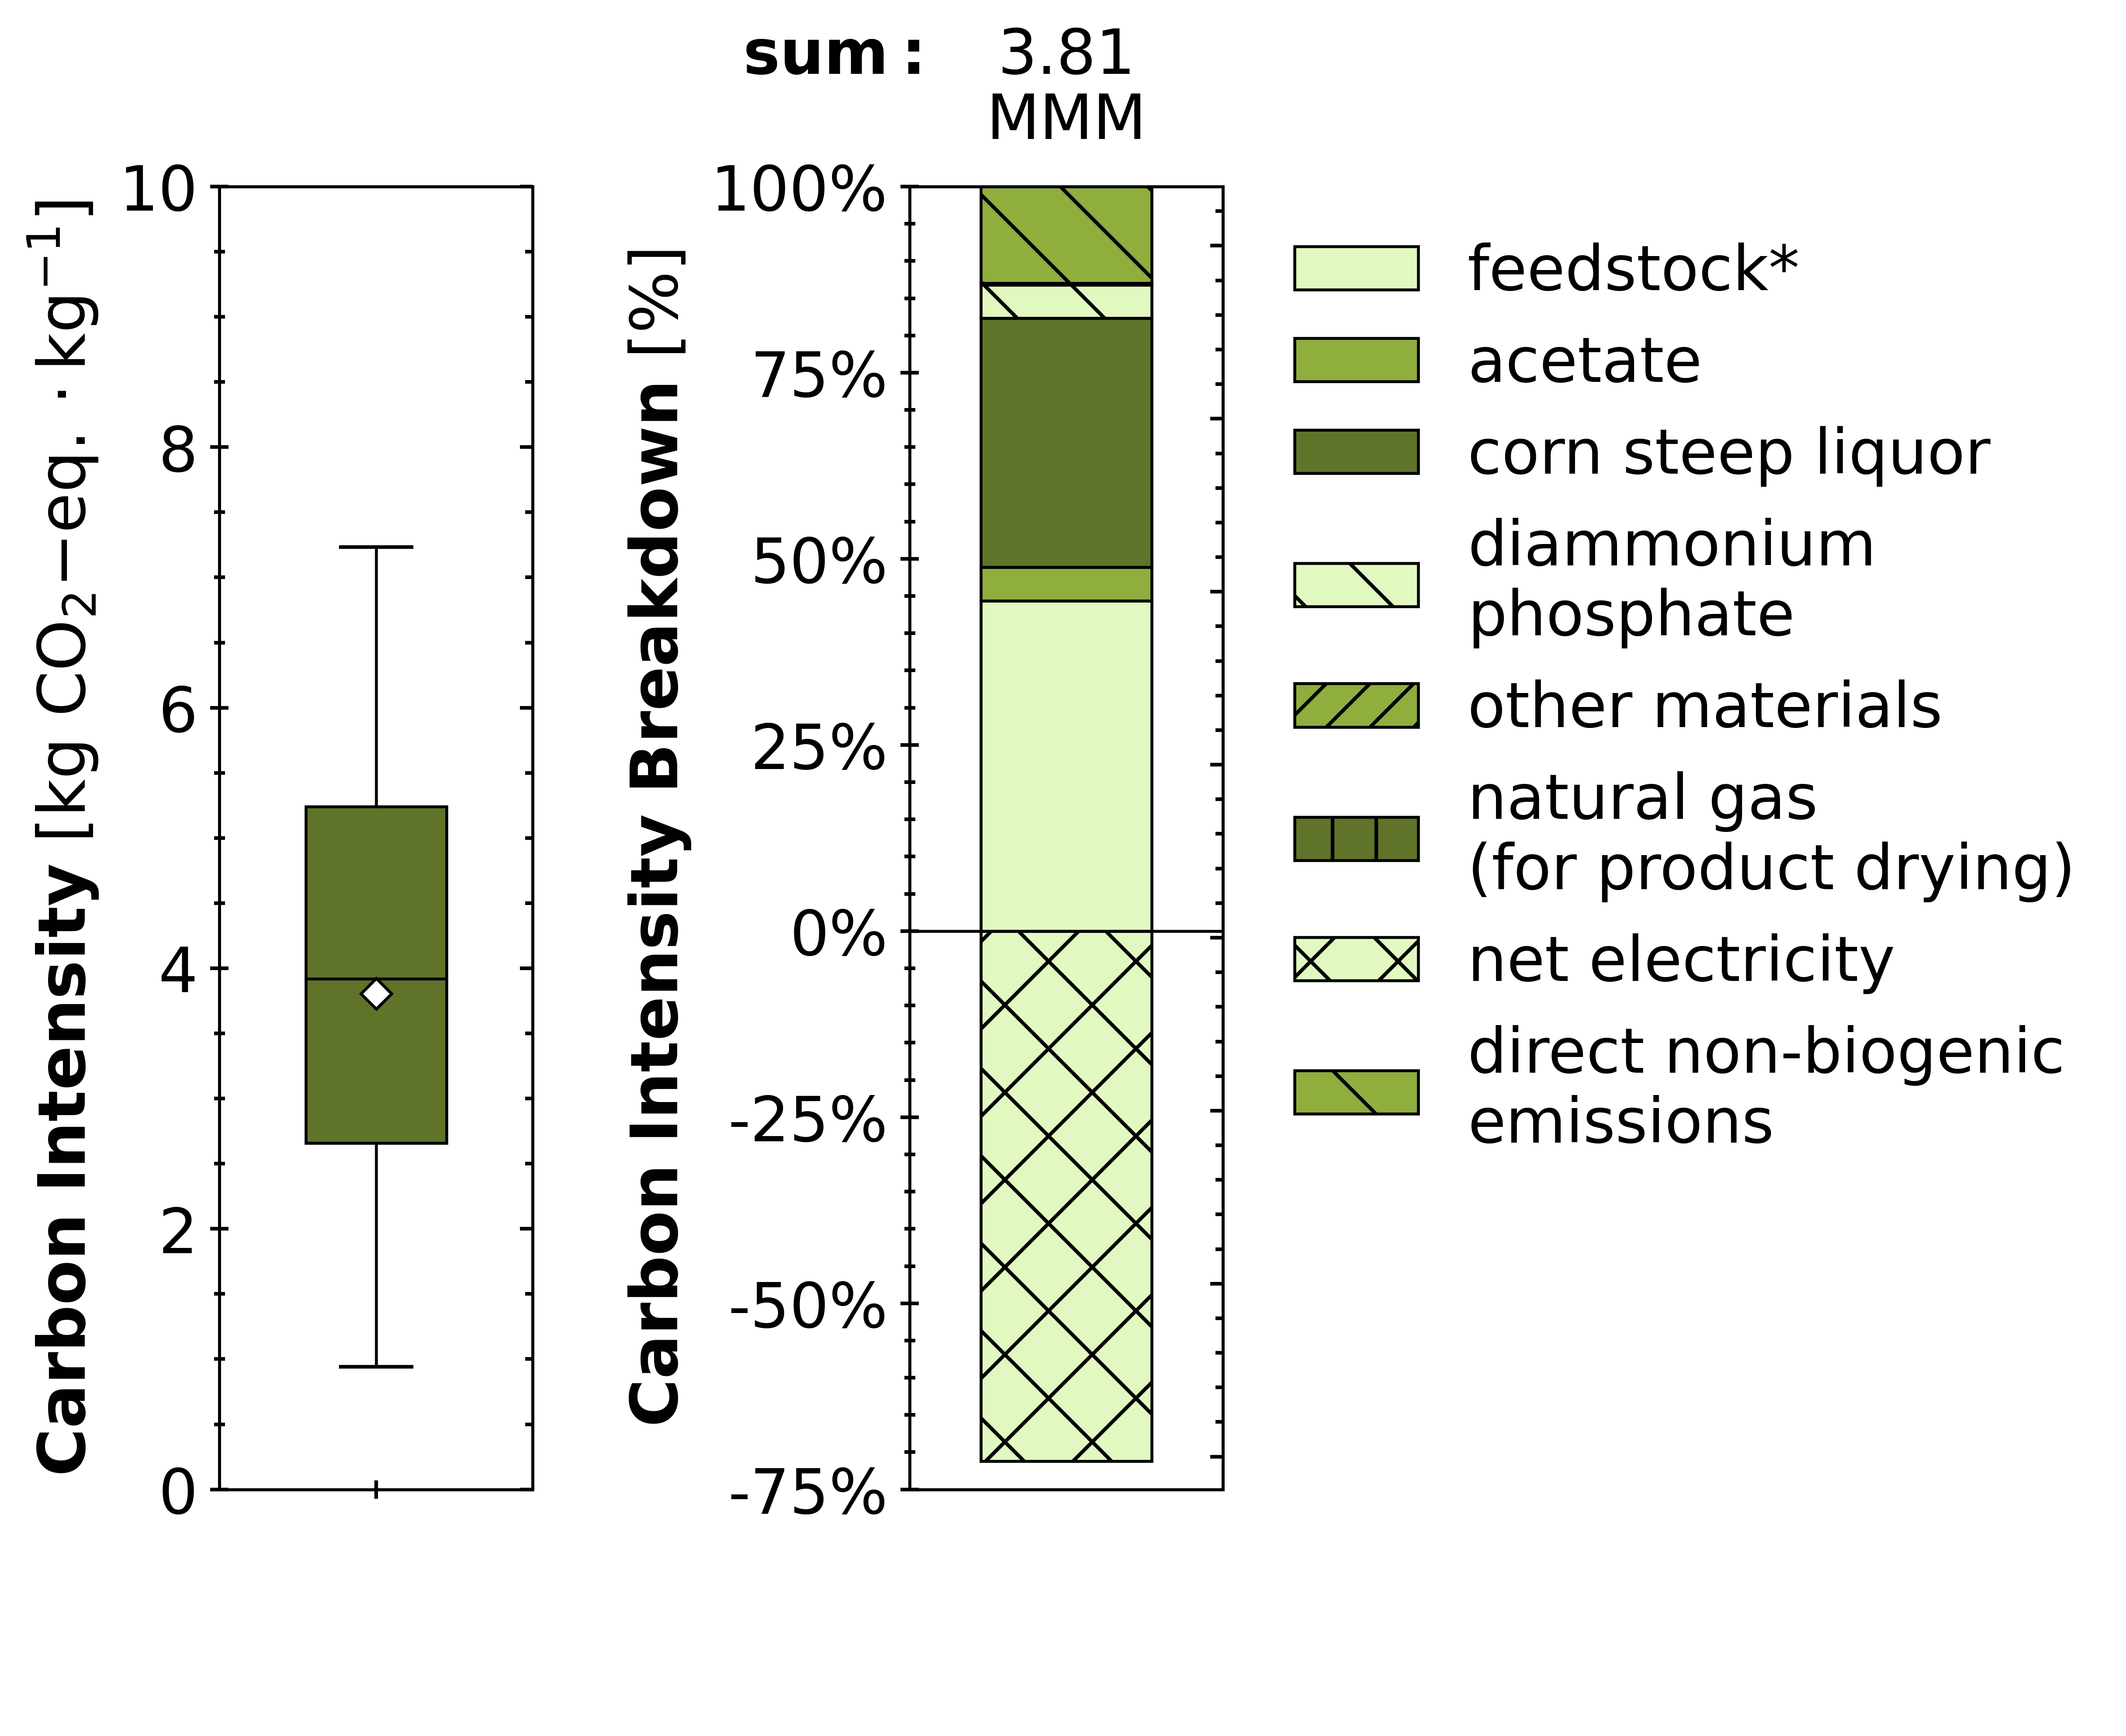 sum :
3.81
MMM
Carbon Intensity [kg CO₂−eq. · kg⁻¹]
10
8
6
4
2
0
Carbon Intensity Breakdown [%]
100%
75%
50%
25%
0%
-25%
-50%
-75%
feedstock*
acetate
corn steep liquor
diammonium
phosphate
other materials
natural gas
(for product drying)
net electricity
direct non-biogenic
emissions